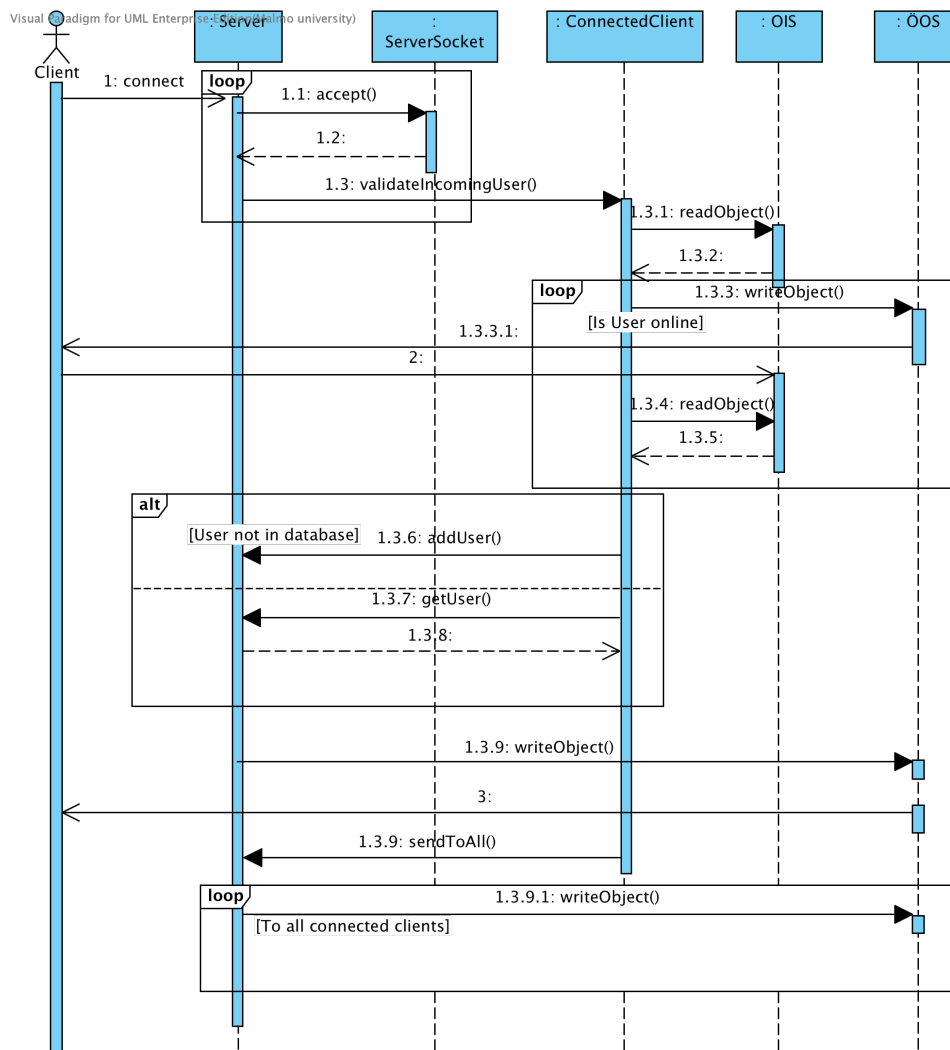 Visual Paradigm for UML Enterprise Edition(Malmo university)
: Server
:
ServerSocket
: ConnectedClient
: OIS
: ÖOS
Client
loop
1: connect
1.1: accept()
1.2:
1.3: validateIncomingUser()
1.3.1: readObject()
1.3.2:
loop
1.3.3: writeObject()
[Is User online]
1.3.3.1:
2:
1.3.4: readObject()
1.3.5:
alt
[User not in database]
1.3.6: addUser()
1.3.7: getUser()
1.3.8:
1.3.9: writeObject()
3:
1.3.9: sendToAll()
loop
1.3.9.1: writeObject()
[To all connected clients]